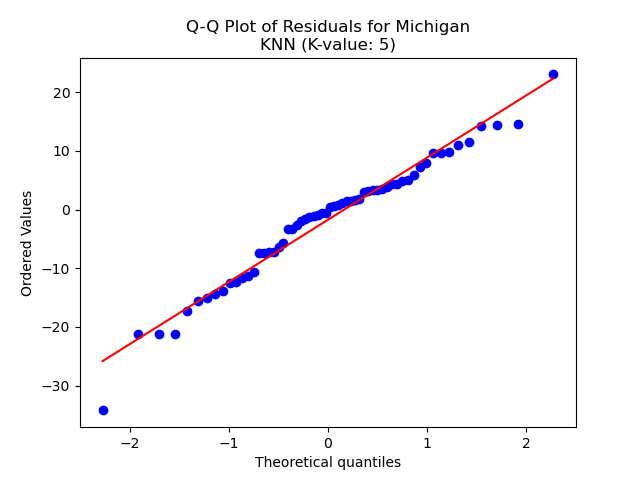 Q-Q Plot of Residuals for Michigan
KNN (K-value: 5)
Ordered Values
20
10
0
−10
−20
−30
−2
−1
0
1
2
Theoretical quantiles